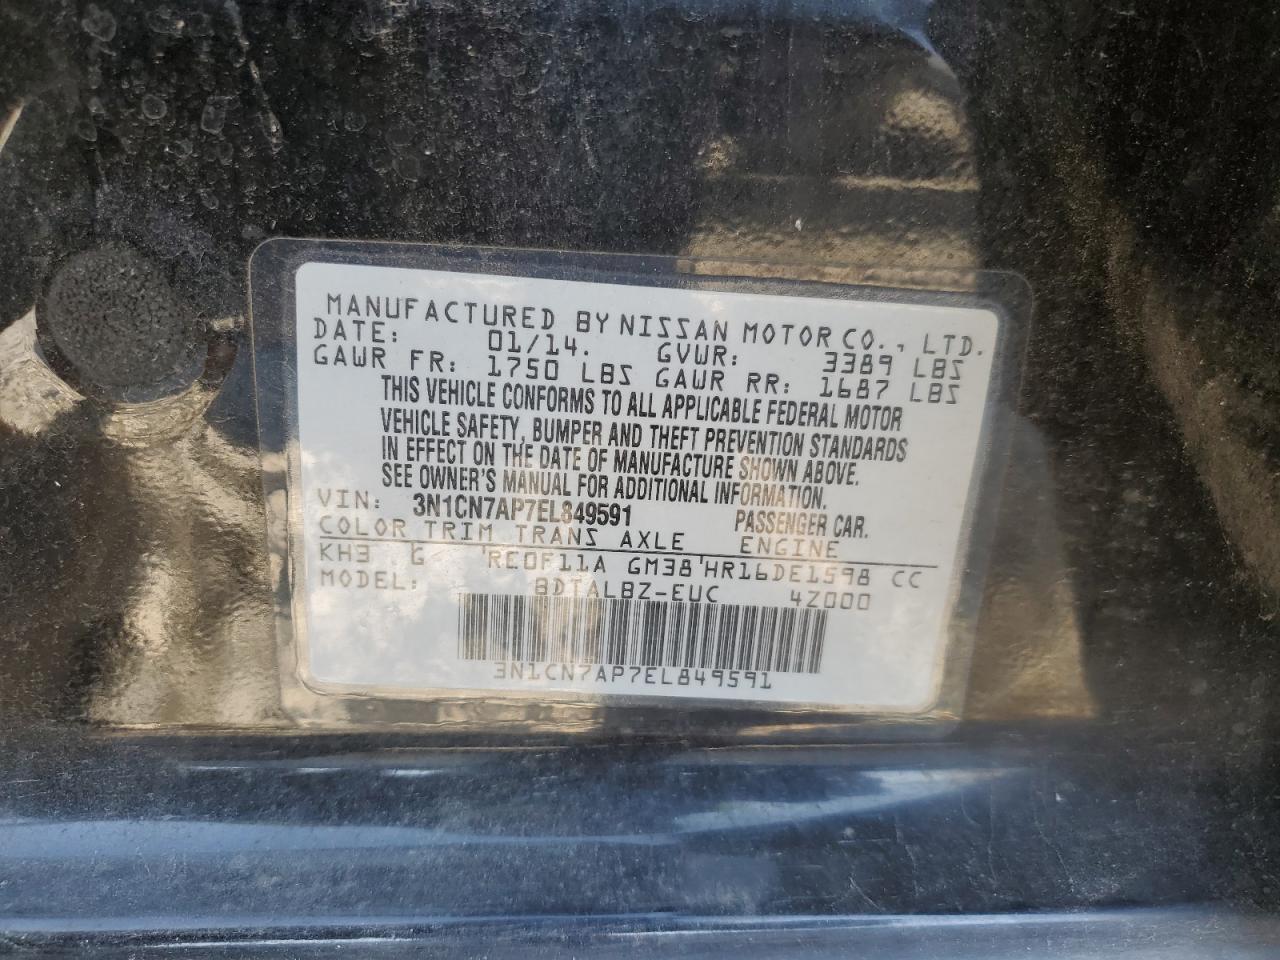 MANUFACTURED BY NISSAN MOTOR CO., LTD.
DATE: 01/14. GVWR: 3389 LBS
GAWR FR: 1750 LBS GAWR RR: 1687 LBS
THIS VEHICLE CONFORMS TO ALL APPLICABLE FEDERAL MOTOR
VEHICLE SAFETY, BUMPER AND THEFT PREVENTION STANDARDS
IN EFFECT ON THE DATE OF MANUFACTURE SHOWN ABOVE.
SEE OWNER'S MANUAL FOR ADDITIONAL INFORMATION.
VIN: 3N1CN7AP7EL849591 PASSENGER CAR.
COLOR TRIM TRANS AXLE ENGINE
KH3 G RE0F11A GM38 HR16DE1598 CC
MODEL: BDTALBZ-EUC 4Z000
3N1CN7AP7EL849591